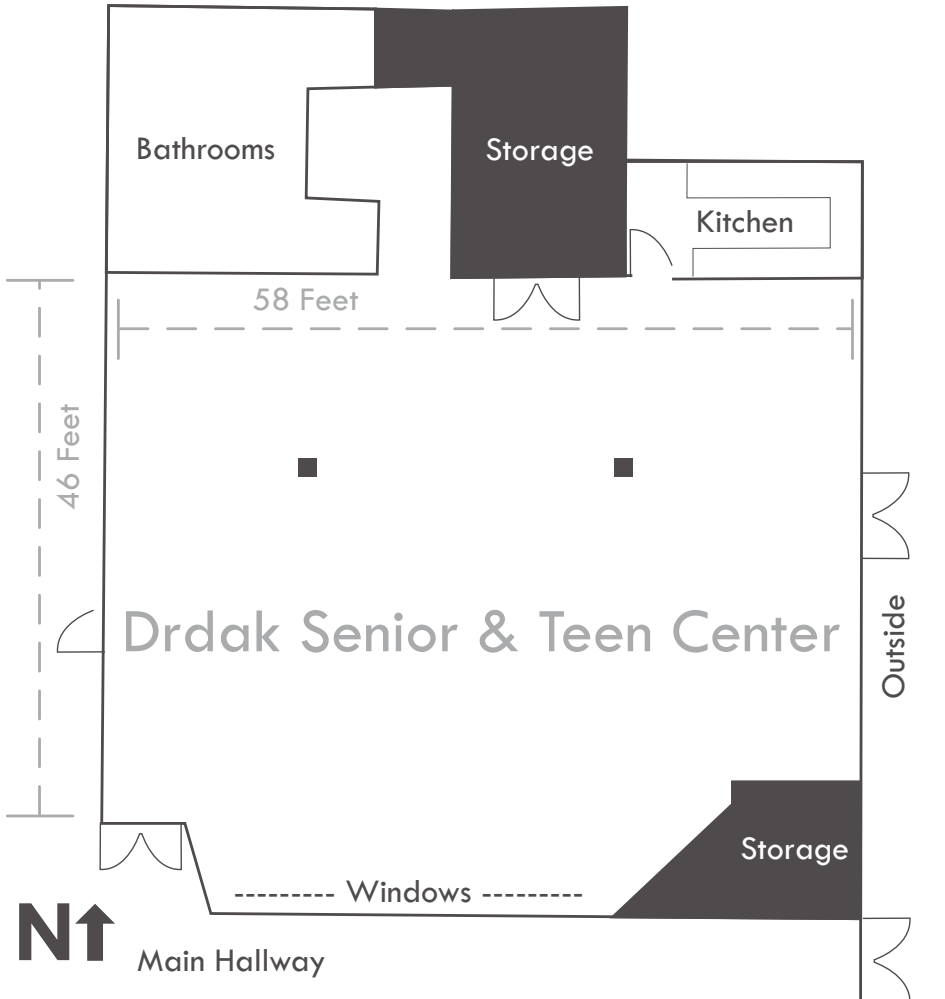 Bathrooms
Storage
Kitchen
58 Feet
46 Feet
Drdak Senior & Teen Center
Outside
Storage
--------- Windows ---------
N
Main Hallway